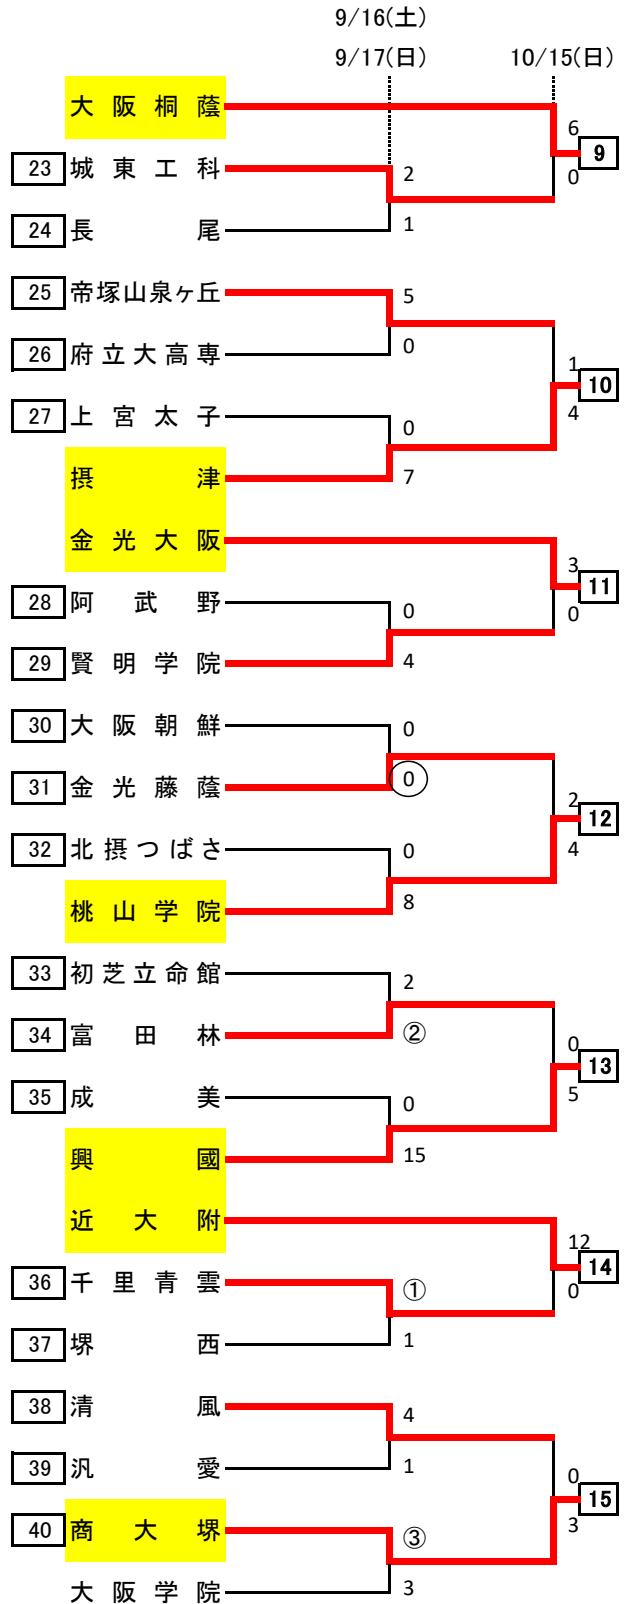 9/16(土)
9/17(日) 10/15(日)
大阪桐蔭
6
9
23 城東工科 2
0
24 長尾 1
25 帝塚山泉ヶ丘 5
26 府立大高専 0
1
10
27 上宮太子 0
4
摂津 7
金光大阪
3
11
28 阿武野 0
0
29 賢明学院 4
30 大阪朝鮮 0
31 金光藤蔭 0
2
12
32 北摂つばさ 0
4
桃山学院 8
33 初芝立命館 2
34 富田林 ②
0
13
35 成美 0
5
興國 15
近大附
12
14
36 千里青雲 ①
0
37 堺西 1
38 清風 4
39 汎愛 1
0
15
40 商大堺 ③
3
大阪学院 3